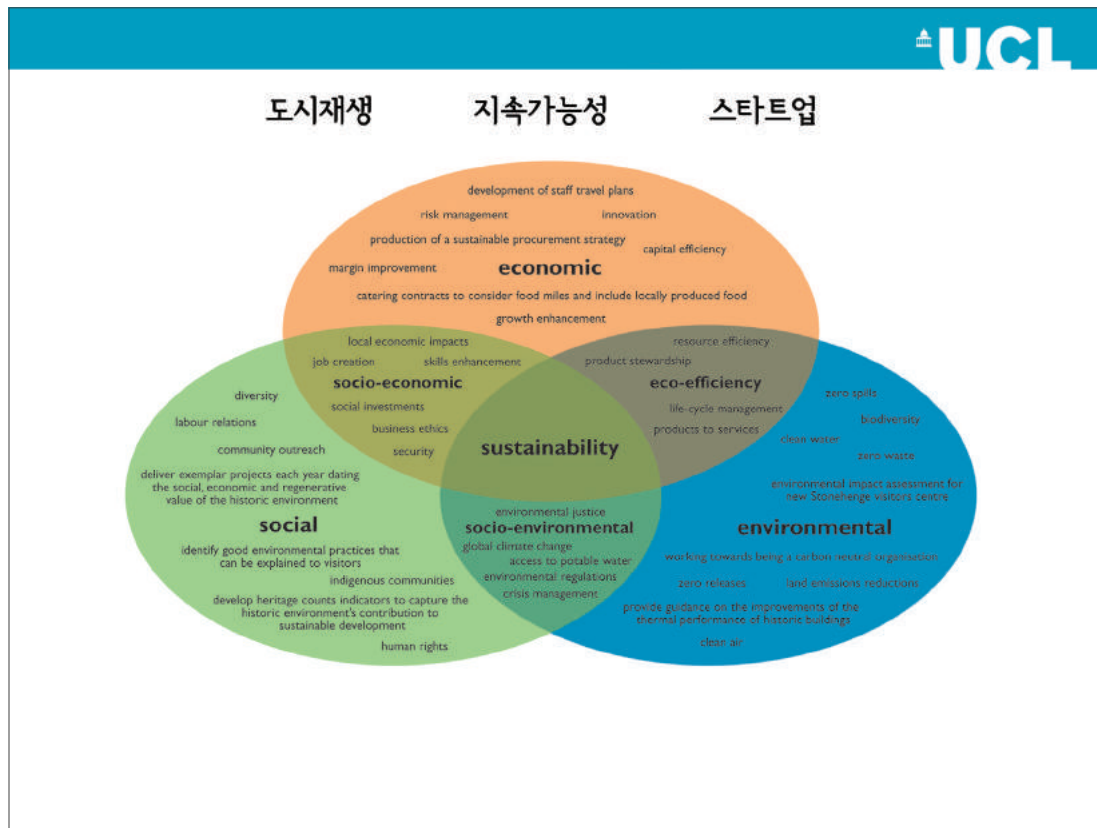 UCL
도시재생 지속가능성 스타트업
development of staff travel plans
risk management innovation
production of a sustainable procurement strategy
capital efficiency
margin improvement economic
catering contracts to consider food miles and include locally produced food
growth enhancement
local economic impacts
job creation skills enhancement
socio-economic
social investments
business ethics
security
resource efficiency
product stewardship
eco-efficiency
life-cycle management
products to services
sustainability
diversity
labour relations
community outreach
deliver exemplar projects each year dating
the social, economic and regenerative
value of the historic environment
social
identify good environmental practices that
can be explained to visitors
indigenous communities
develop heritage counts indicators to capture the
historic environment's contribution to
sustainable development
human rights
environmental justice
socio-environmental
global climate change
access to potable water
environmental regulations
crisis management
zero spills
biodiversity
clean water
zero waste
environmental impact assessment for
new Stonehenge visitors centre
environmental
working towards being a carbon neutral organisation
zero releases land emissions reductions
provide guidance on the improvements of the
thermal performance of historic buildings
clean air